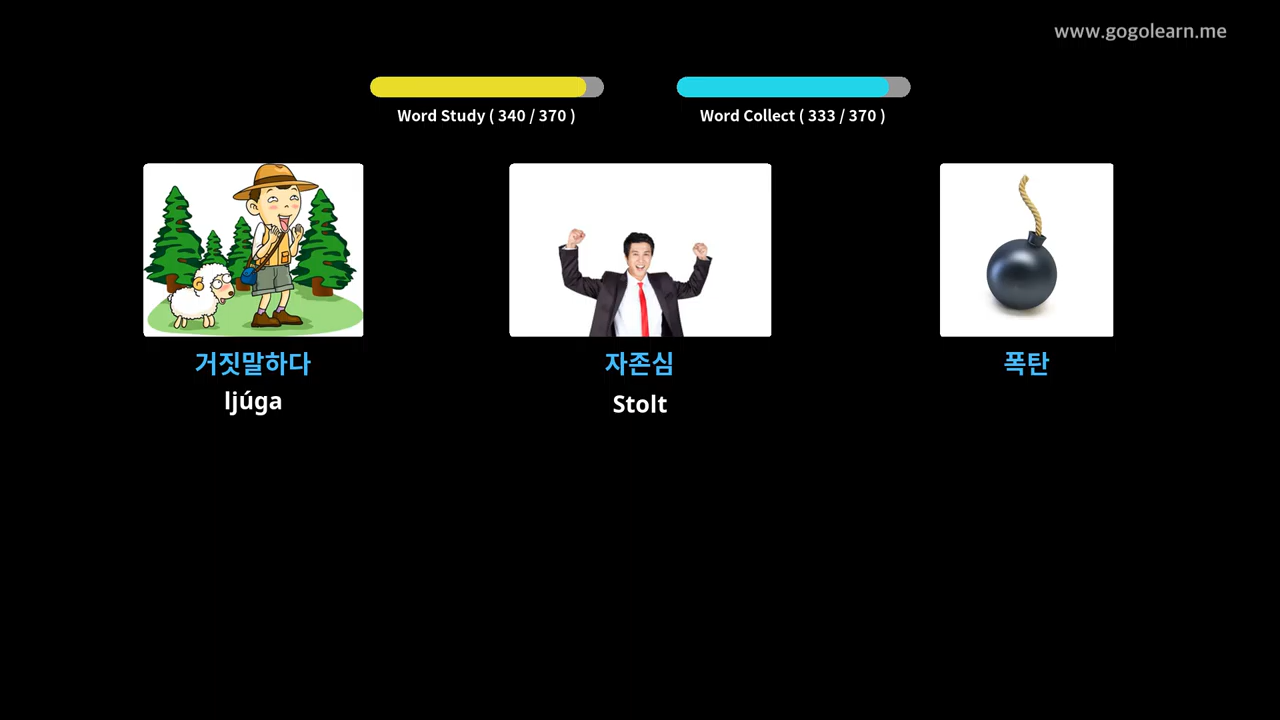 www.gogolearn.me
Word Study ( 340 / 370 )
Word Collect ( 333 / 370 )
거짓말하다
ljúga
자존심
Stolt
폭탄